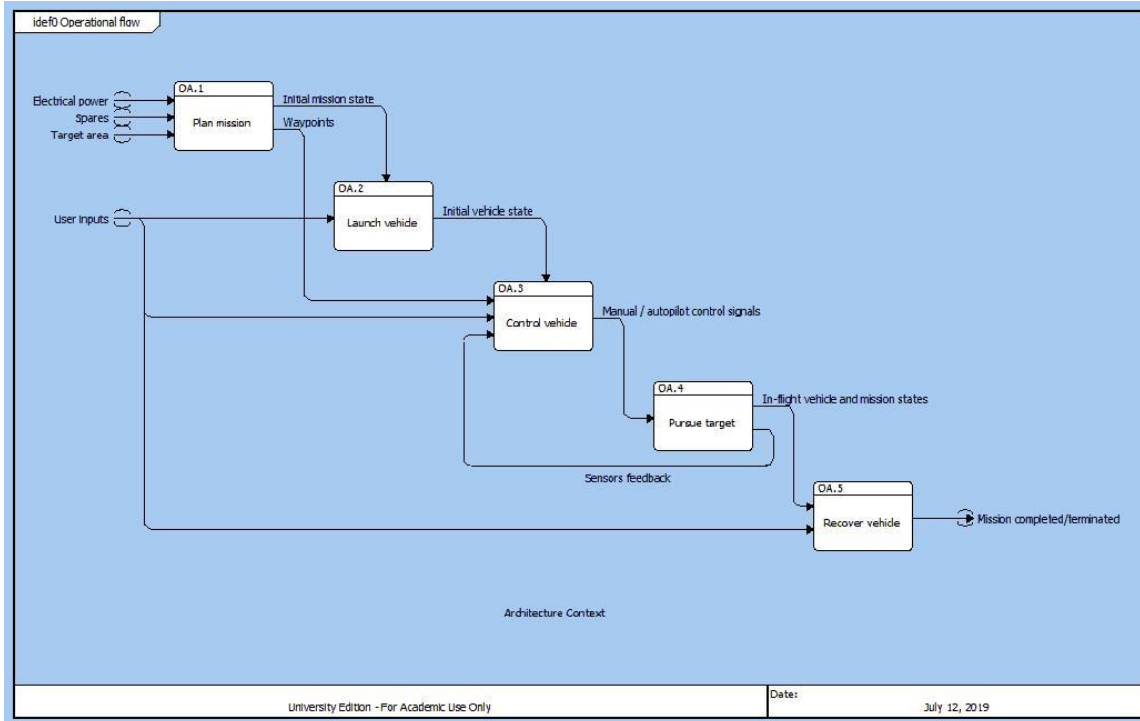 idef0 Operational flow
OA.1
Electrical power
Initial mission state
Spares
Plan mission
Waypoints
Target area
OA.2
User inputs
Launch vehicle
Initial vehicle state
OA.3
Manual / autopilot control signals
Control vehicle
OA.4
In-flight vehicle and mission states
Pursue target
Sensors feedback
OA.5
Recover vehicle
Mission completed/terminated
Architecture Context
University Edition - For Academic Use Only
Date:
July 12, 2019